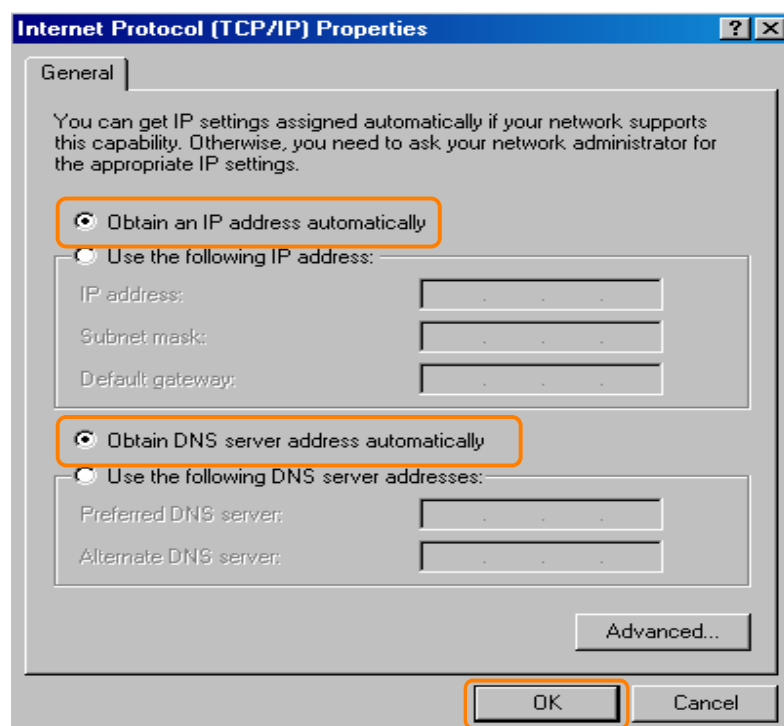 Internet Protocol (TCP/IP) Properties
General
You can get IP settings assigned automatically if your network supports
this capability. Otherwise, you need to ask your network administrator for
the appropriate IP settings.
Obtain an IP address automatically
Use the following IP address:
IP address:
Subnet mask:
Default gateway:
Obtain DNS server address automatically
Use the following DNS server addresses:
Preferred DNS server:
Alternate DNS server:
Advanced...
OK Cancel